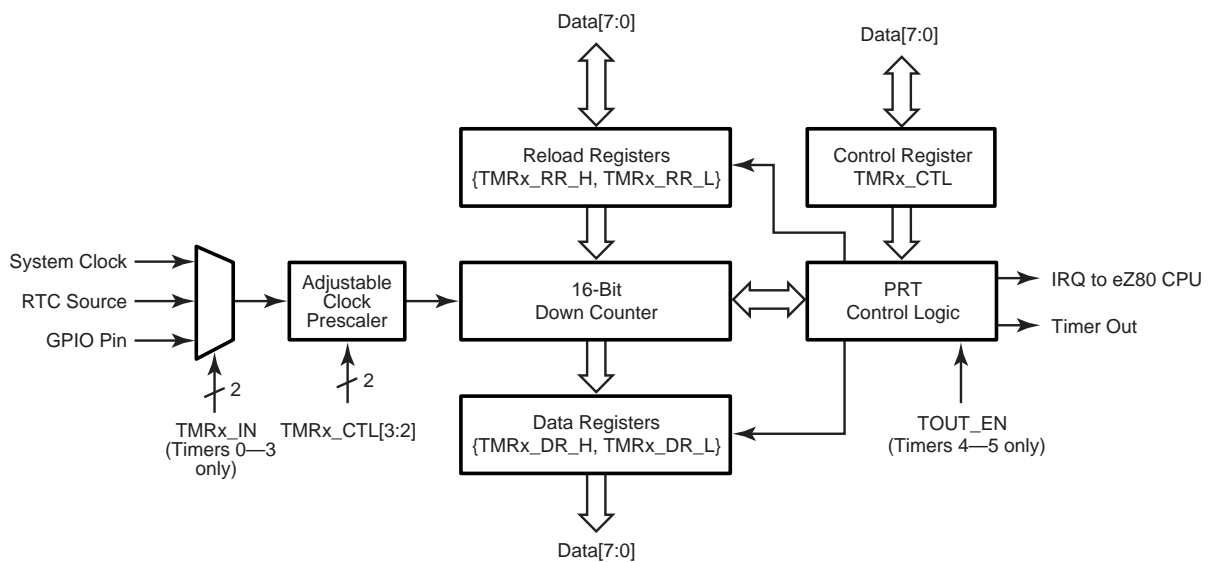 Data[7:0]
Data[7:0]
Reload Registers
{TMRx_RR_H, TMRx_RR_L}
Control Register
TMRx_CTL
System Clock
RTC Source
GPIO Pin
Adjustable
Clock
Prescaler
16-Bit
Down Counter
PRT
Control Logic
IRQ to eZ80 CPU
Timer Out
2
2
TMRx_IN
(Timers 0—3
only)
TMRx_CTL[3:2]
Data Registers
{TMRx_DR_H, TMRx_DR_L}
TOUT_EN
(Timers 4—5 only)
Data[7:0]